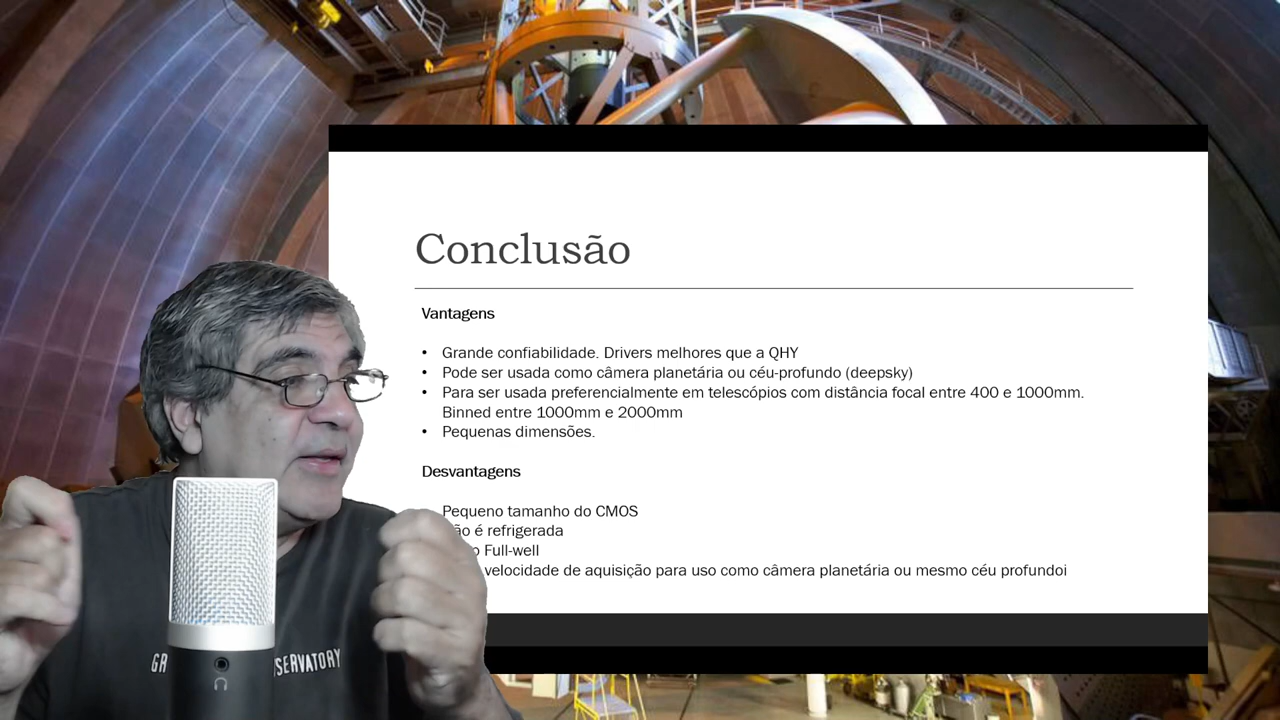 Conclusão
Vantagens
• Grande confiabilidade. Drivers melhores que a QHY
• Pode ser usada como câmera planetária ou céu-profundo (deepsky)
• Para ser usada preferencialmente em telescópios com distância focal entre 400 e 1000mm.
Binned entre 1000mm e 2000mm
• Pequenas dimensões.
Desvantagens
Pequeno tamanho do CMOS
é refrigerada
Full-well
velocidade de aquisição para uso como câmera planetária ou mesmo céu profundoi